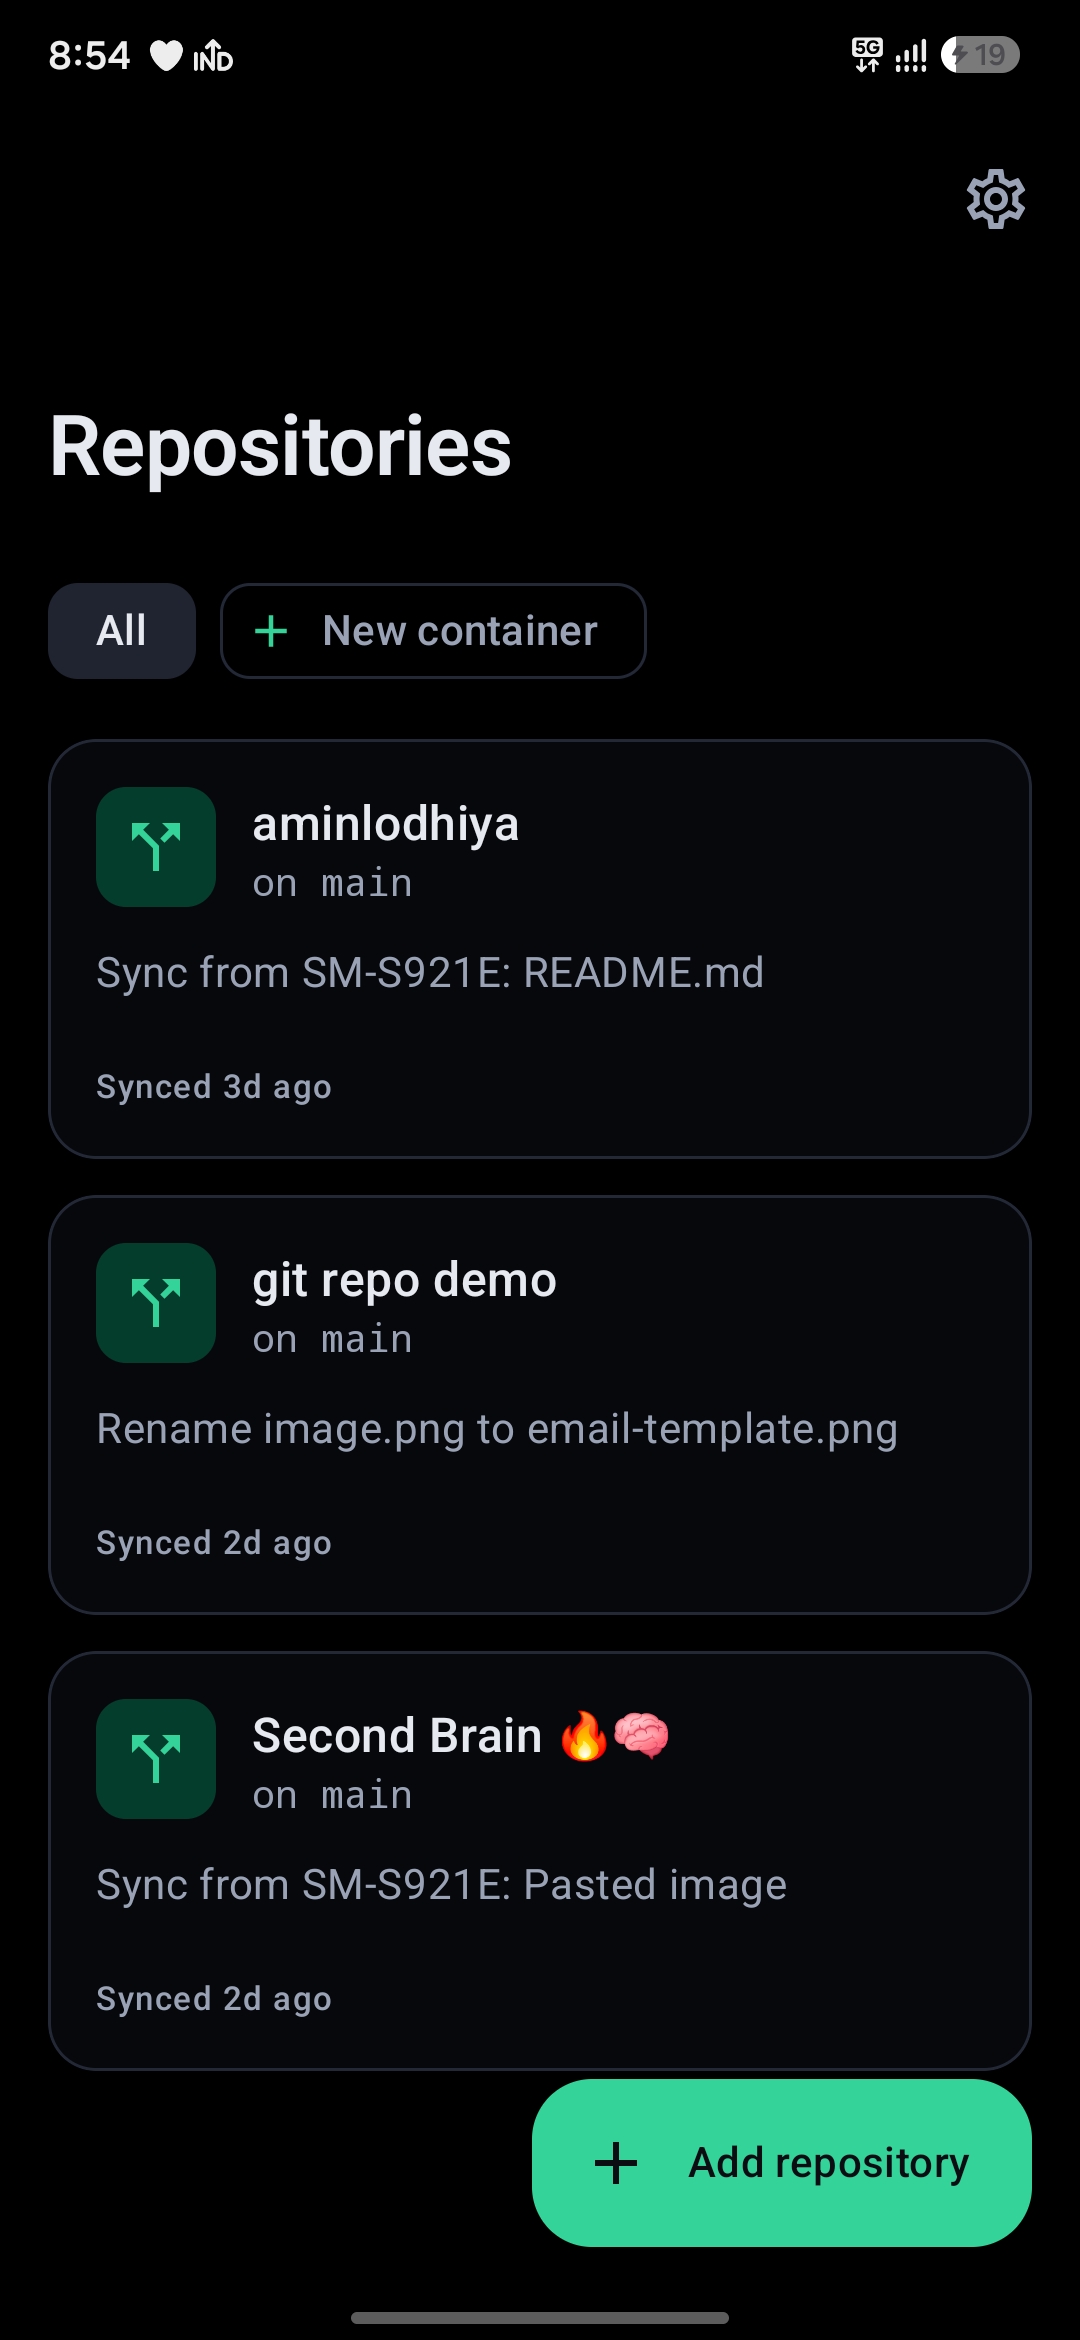 8:54
IND
5G
19
Repositories
All
+ New container
aminlodhiya
on main
Sync from SM-S921E: README.md
Synced 3d ago
git repo demo
on main
Rename image.png to email-template.png
Synced 2d ago
Second Brain 🔥🧠
on main
Sync from SM-S921E: Pasted image
Synced 2d ago
+ Add repository